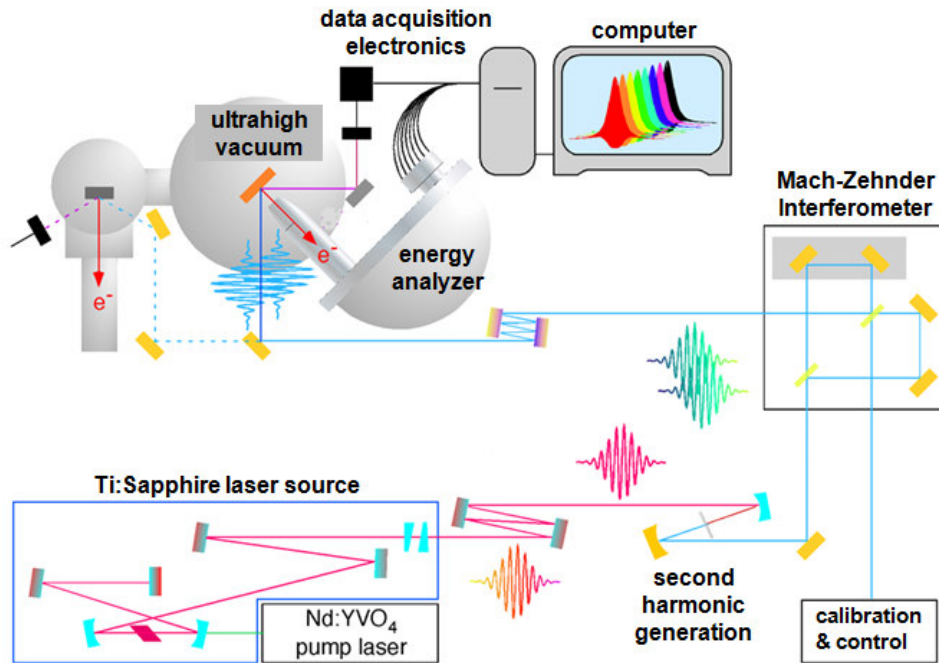 data acquisition
electronics
computer
ultrahigh
vacuum
Mach-Zehnder
Interferometer
e-
energy
analyzer
e-
Ti:Sapphire laser source
second
harmonic
generation
Nd:YVO₄
pump laser
calibration
& control